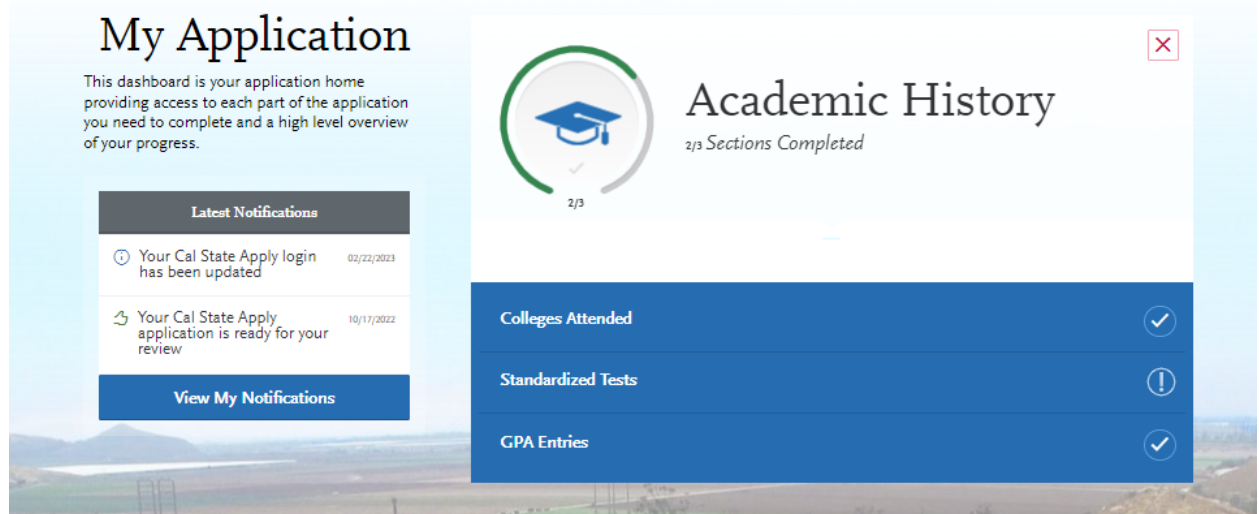 My Application
This dashboard is your application home
providing access to each part of the application
you need to complete and a high level overview
of your progress.
Latest Notifications
Your Cal State Apply login
has been updated
02/22/2023
Your Cal State Apply
application is ready for your
review
10/17/2022
View My Notifications
2/3
Academic History
2/3 Sections Completed
Colleges Attended
Standardized Tests
GPA Entries